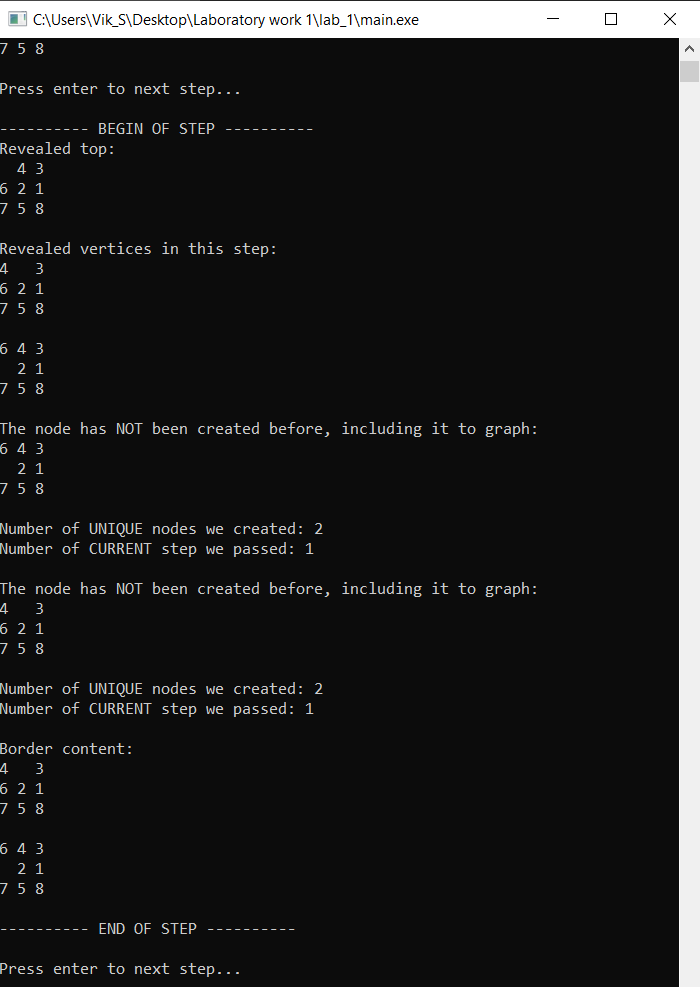 C:\Users\Vik_S\Desktop\Laboratory work 1\lab_1\main.exe
7 5 8
Press enter to next step...
---------- BEGIN OF STEP ----------
Revealed top:
  4 3
6 2 1
7 5 8
Revealed vertices in this step:
4   3
6 2 1
7 5 8
6 4 3
  2 1
7 5 8
The node has NOT been created before, including it to graph:
6 4 3
  2 1
7 5 8
Number of UNIQUE nodes we created: 2
Number of CURRENT step we passed: 1
The node has NOT been created before, including it to graph:
4   3
6 2 1
7 5 8
Number of UNIQUE nodes we created: 2
Number of CURRENT step we passed: 1
Border content:
4   3
6 2 1
7 5 8
6 4 3
  2 1
7 5 8
---------- END OF STEP ----------
Press enter to next step...